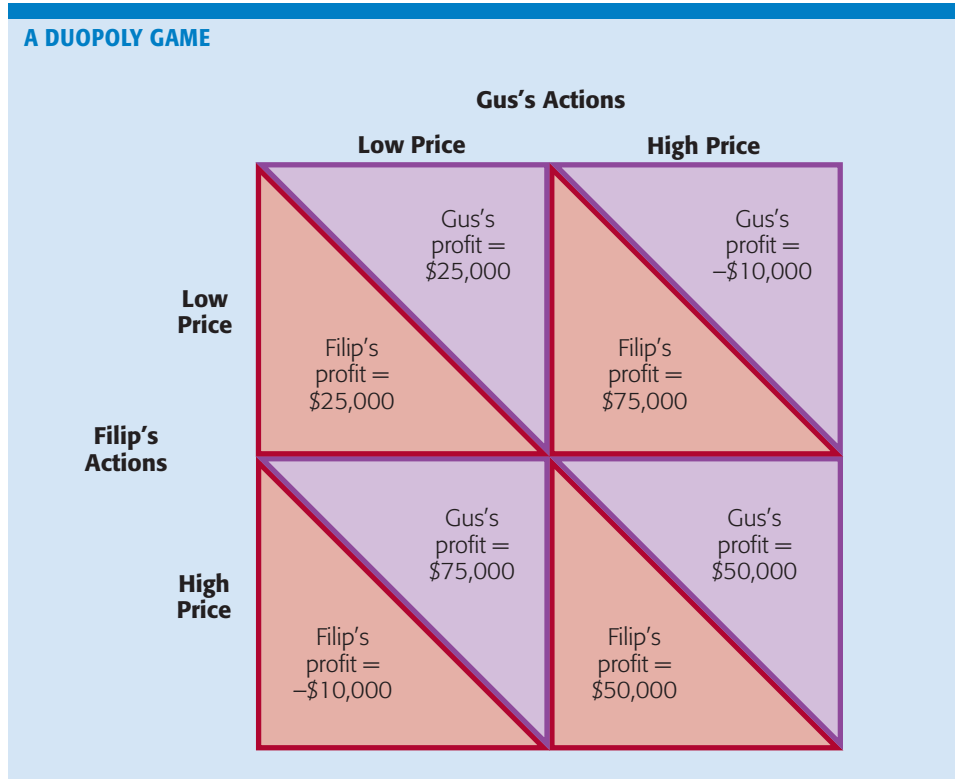 A DUOPOLY GAME
Gus’s Actions
Low Price
High Price
Gus’s
profit =
$25,000
Gus’s
profit =
–$10,000
Low
Price
Filip’s
profit =
$25,000
Filip’s
profit =
$75,000
Filip’s
Actions
Gus’s
profit =
$75,000
Gus’s
profit =
$50,000
High
Price
Filip’s
profit =
–$10,000
Filip’s
profit =
$50,000